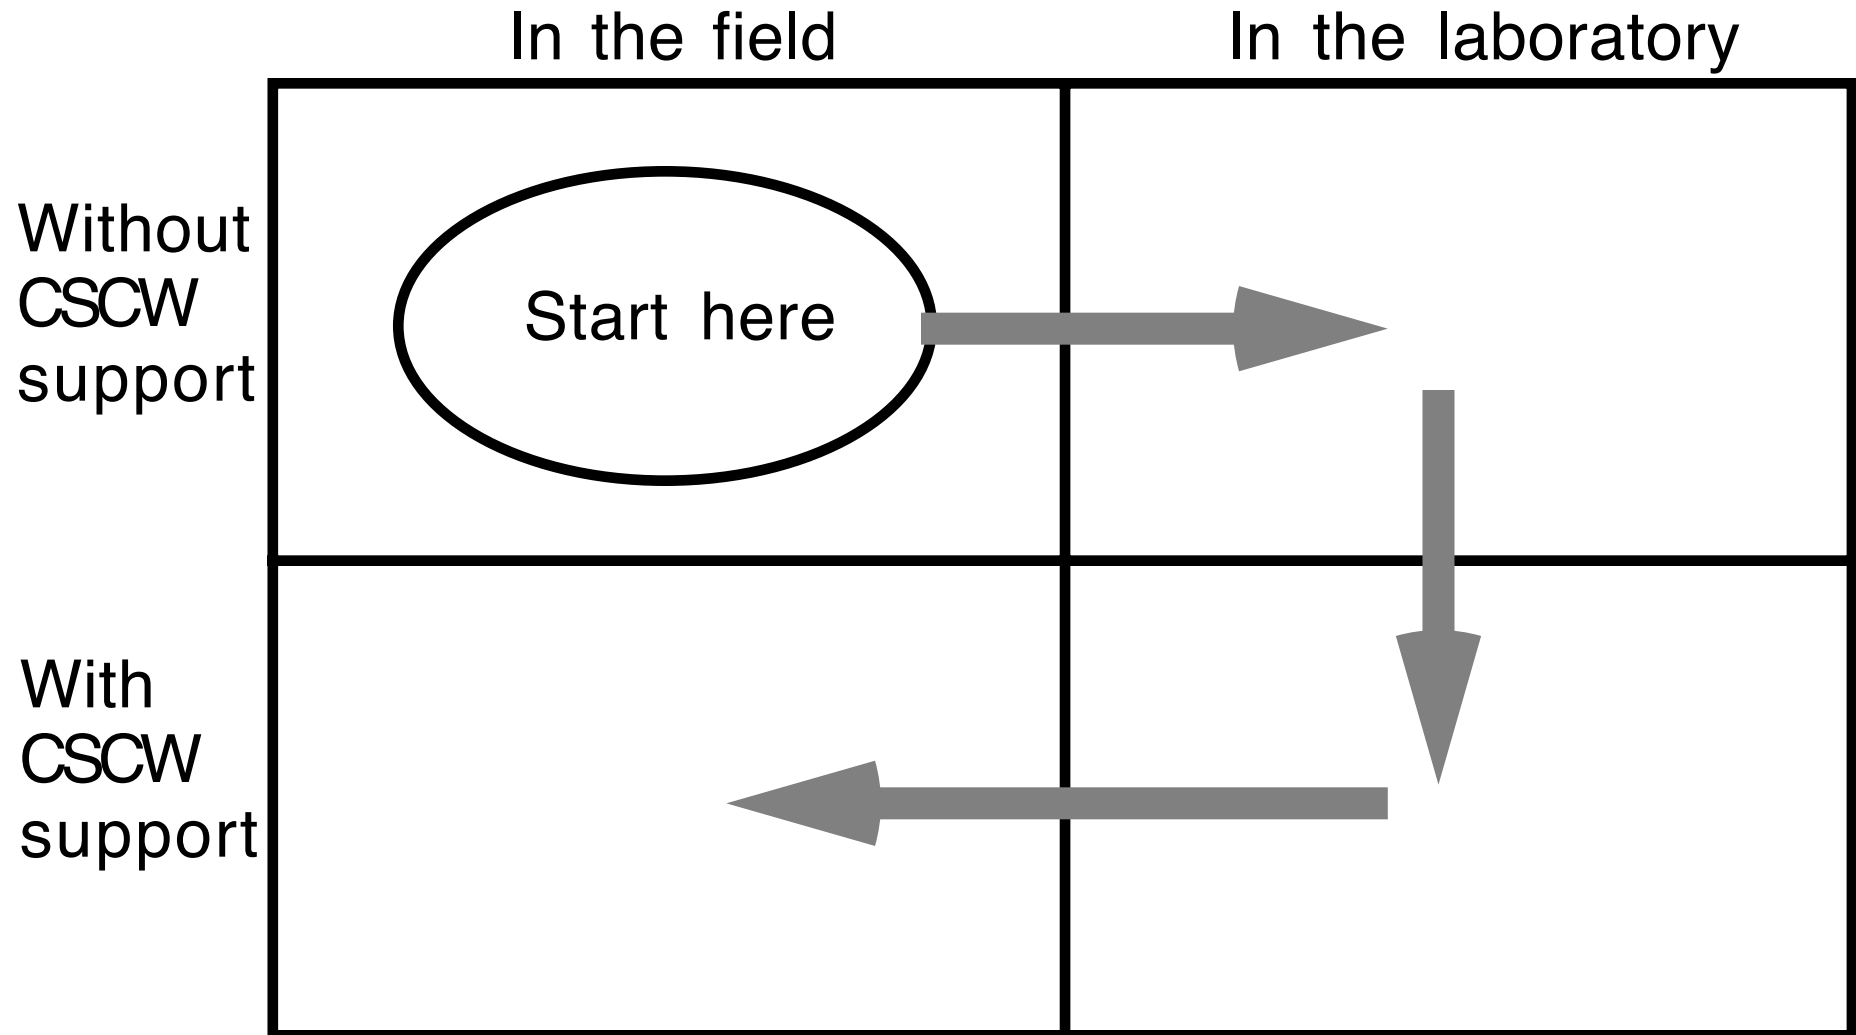 In the field
In the laboratory
Without
CSCW
support
Start here
With
CSCW
support